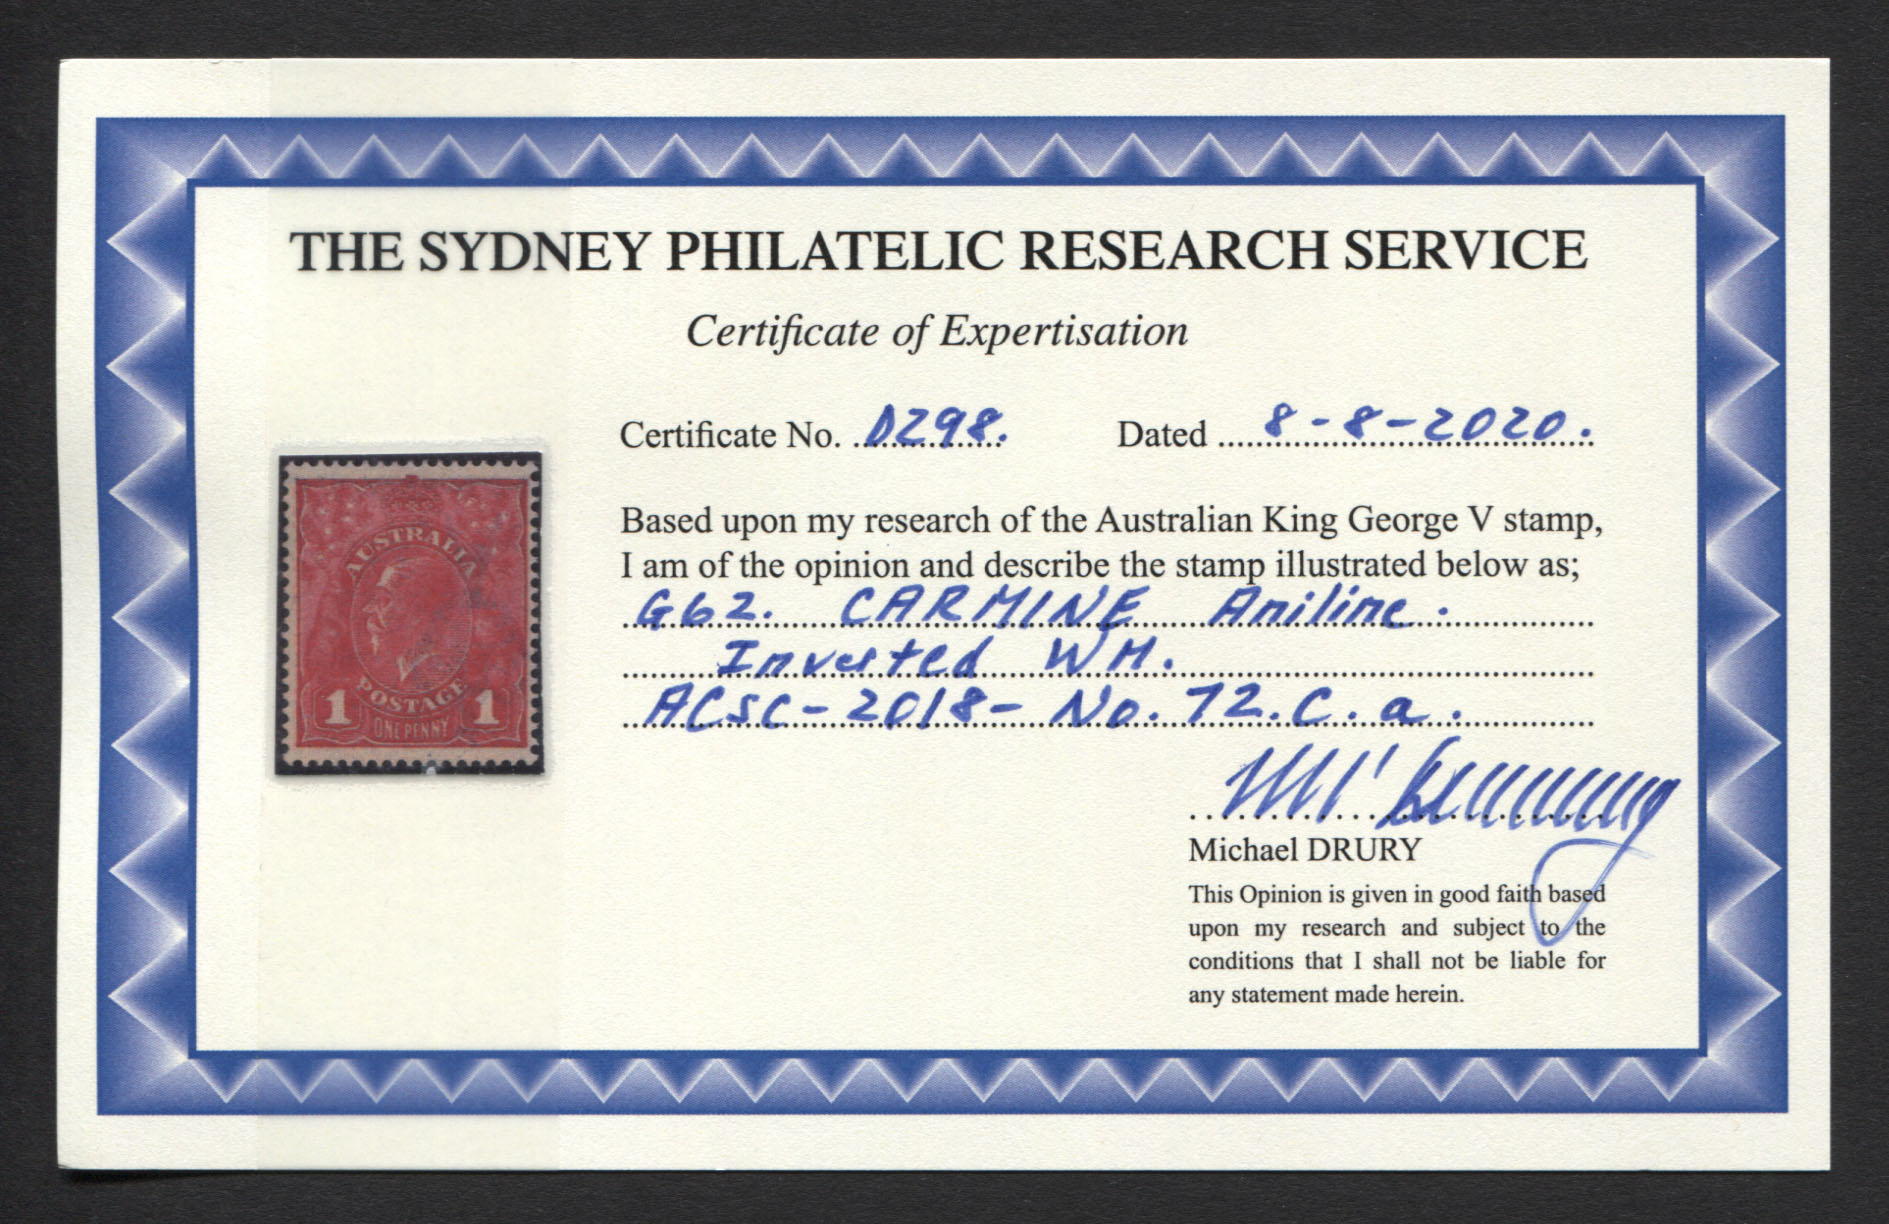 THE SYDNEY PHILATELIC RESEARCH SERVICE
Certificate of Expertisation
Certificate No. D298. Dated 8-8-2020.
Based upon my research of the Australian King George V stamp,
I am of the opinion and describe the stamp illustrated below as;
G62. CARMINE Aniline.
Inverted WM.
ACSC-2018- No. 72.C.a.
AUSTRALIA
POSTAGE
1 ONE PENNY 1
Michael DRURY
This Opinion is given in good faith based
upon my research and subject to the
conditions that I shall not be liable for
any statement made herein.